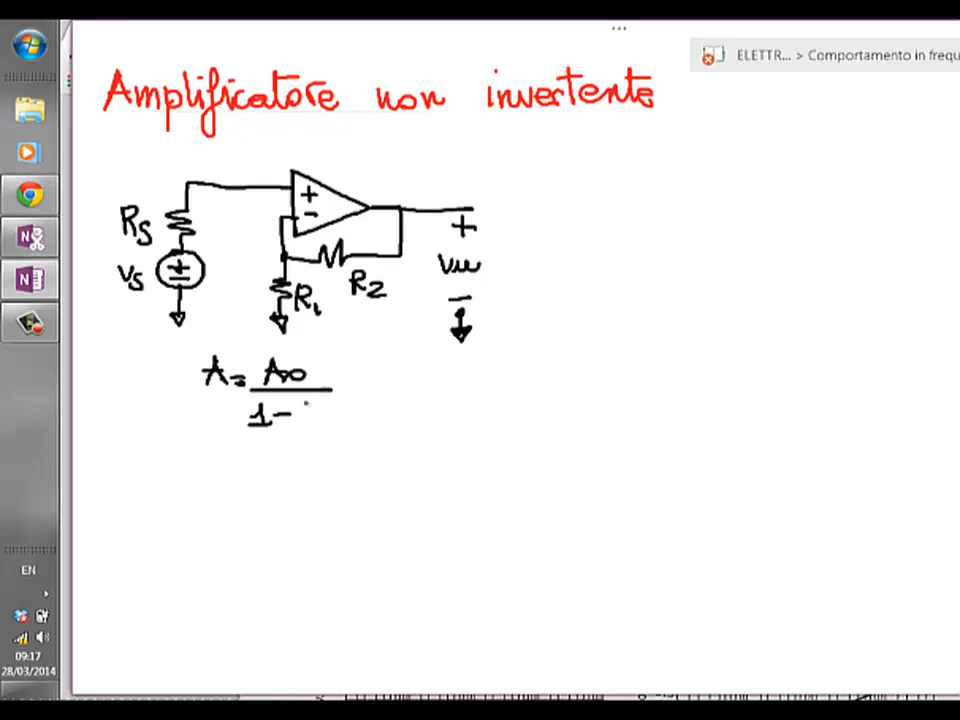 ELETTR... > Comportamento in frequ
Amplificatore non invertente
+
-
RS
vs
+
R1
R2
+
vu
-
A = A∞
1 -
EN
09:17
28/03/2014